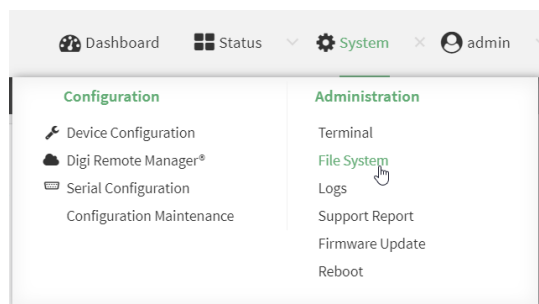 Dashboard Status System admin
Configuration Administration
Device Configuration Terminal
Digi Remote Manager® File System
Serial Configuration Logs
Configuration Maintenance Support Report
Firmware Update
Reboot